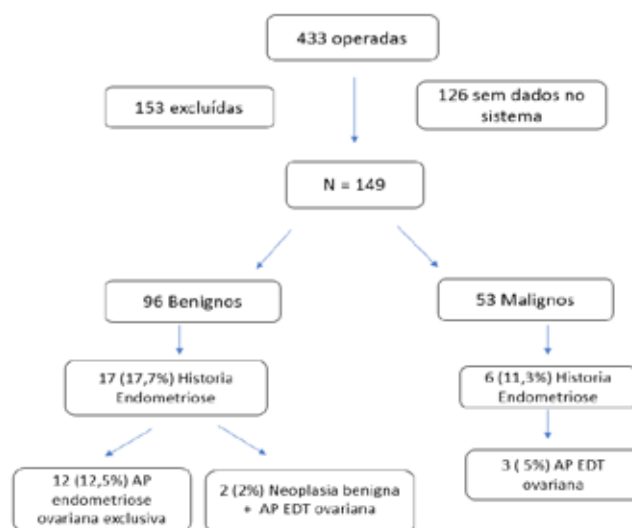 433 operadas
153 excluídas
126 sem dados no
sistema
N = 149
96 Benignos
53 Malignos
17 (17,7%) Historia
Endometriose
6 (11,3%) Historia
Endometriose
12 (12,5%) AP
endometriose
ovariana exclusiva
2 (2%) Neoplasia benigna
+ AP EDT ovariana
3 ( 5%) AP EDT
ovariana